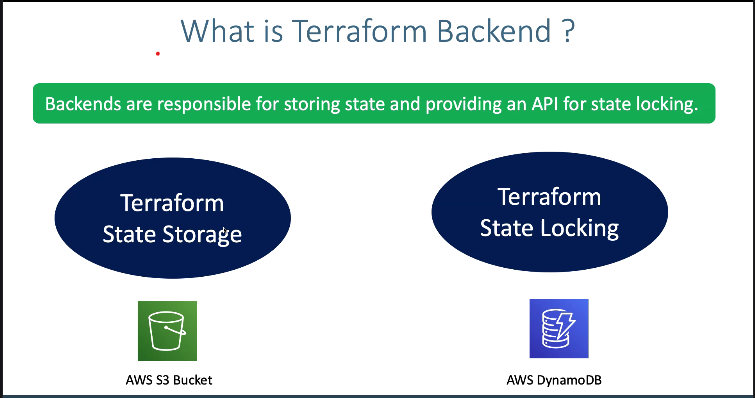 What is Terraform Backend ?
Backends are responsible for storing state and providing an API for state locking.
Terraform
State Storage
Terraform
State Locking
AWS S3 Bucket
AWS DynamoDB